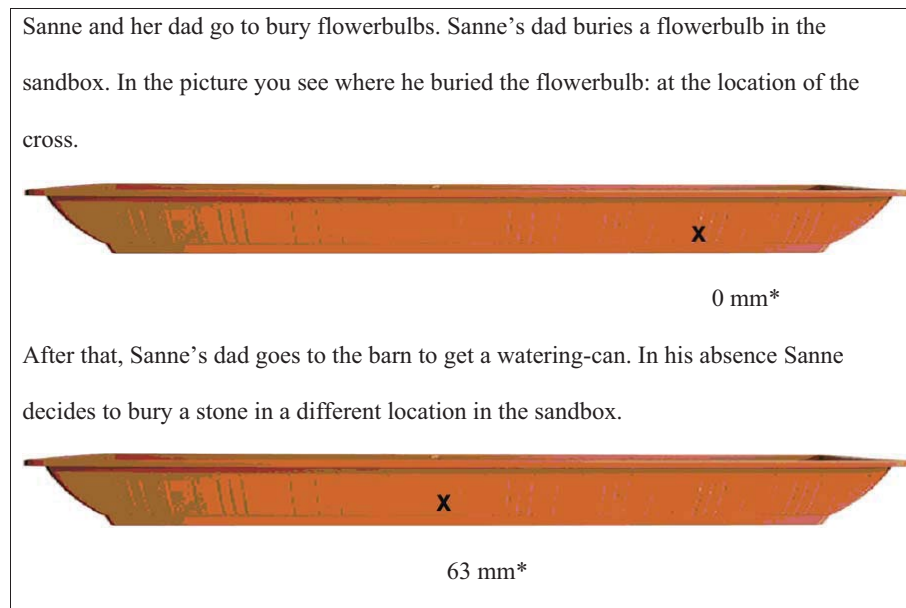 Sanne and her dad go to bury flowerbulbs. Sanne’s dad buries a flowerbulb in the
sandbox. In the picture you see where he buried the flowerbulb: at the location of the
cross.
X
0 mm*
After that, Sanne’s dad goes to the barn to get a watering-can. In his absence Sanne
decides to bury a stone in a different location in the sandbox.
X
63 mm*